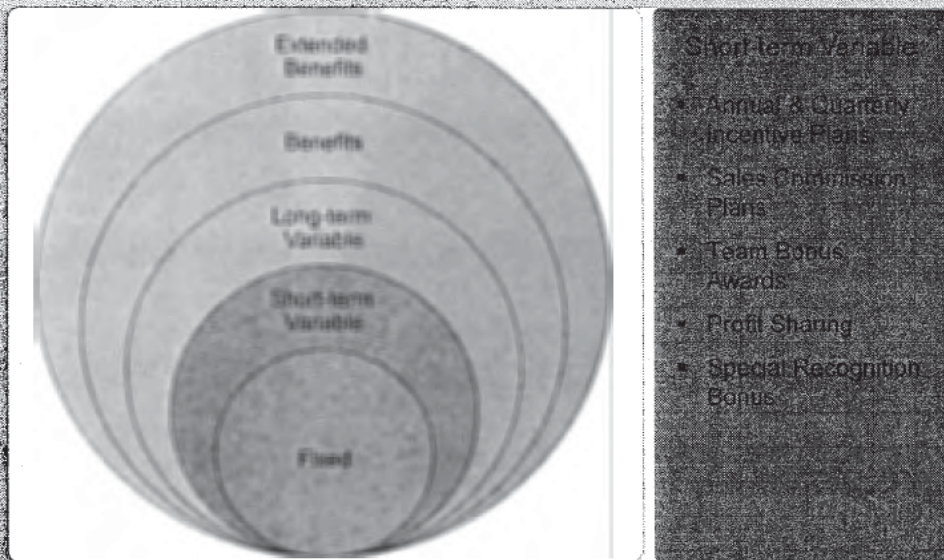 Extended
Benefits
Benefits
Long-term
Variable
Short-term
Variable
Fixed
Short-term Variable
▪ Annual & Quarterly
Incentive Plans
▪ Sales Commission
Plans
▪ Team Bonus
Awards
▪ Profit Sharing
▪ Special Recognition
Bonus